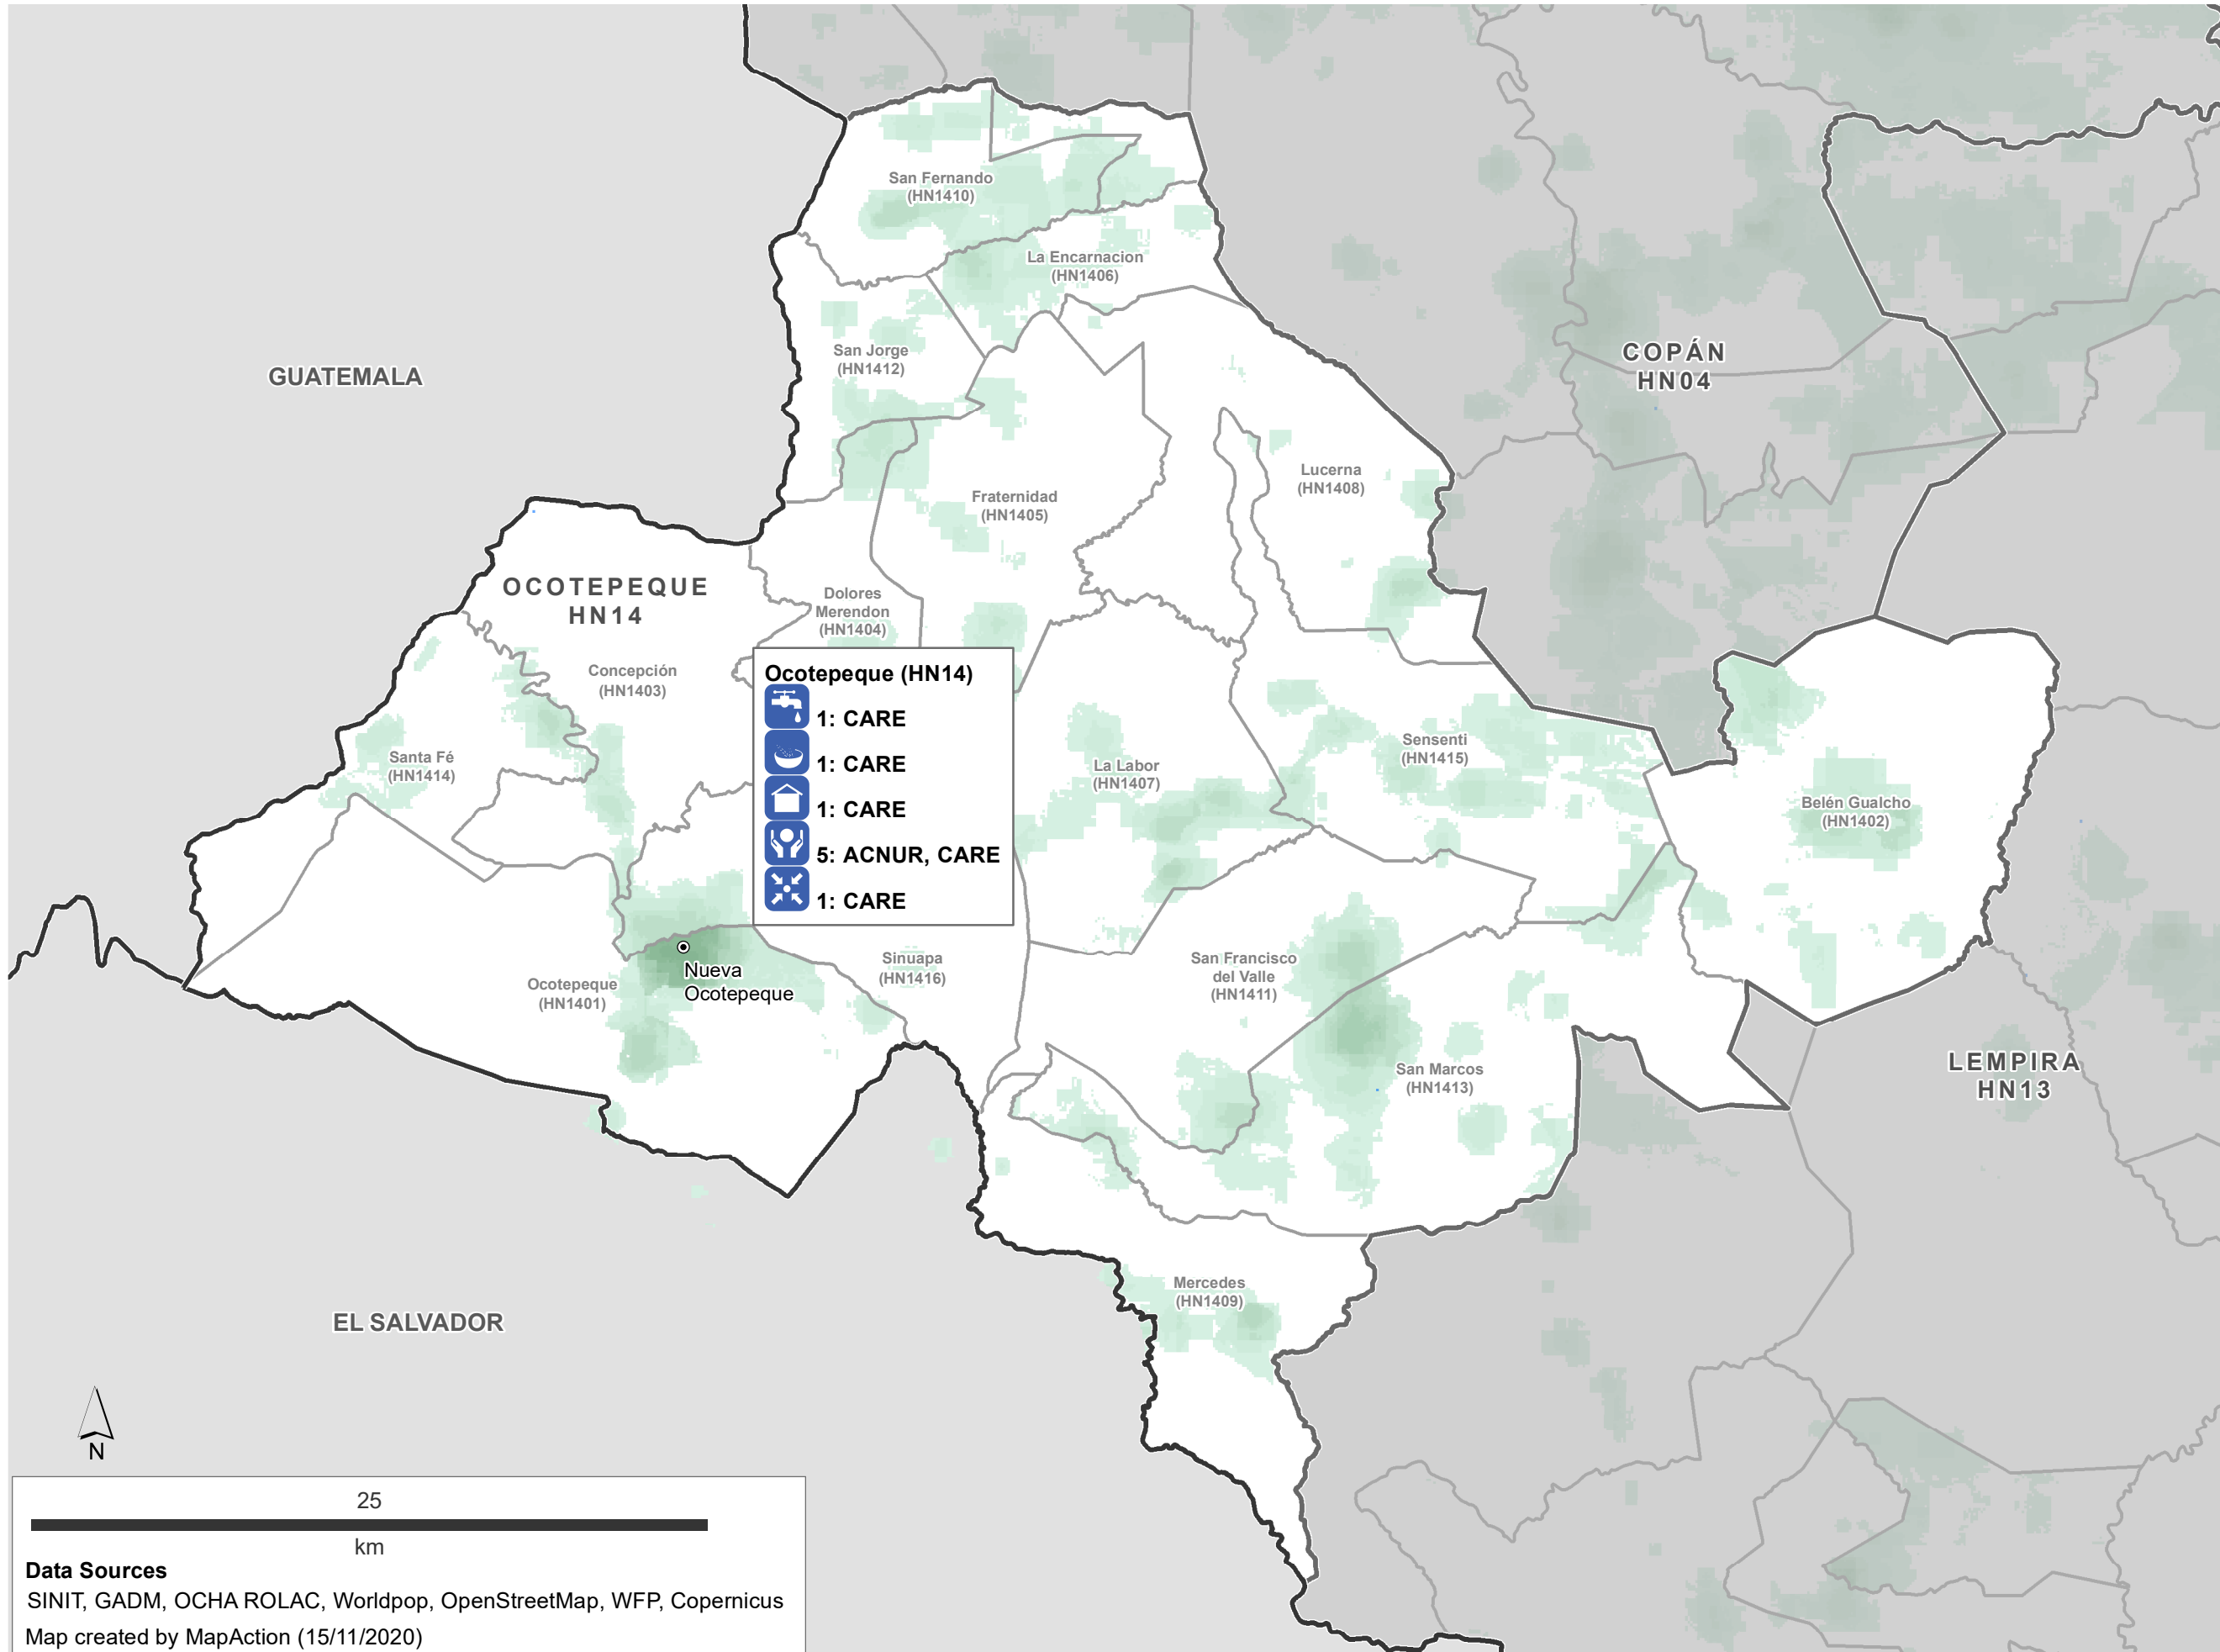 San Fernando
(HN1410)
La Encarnacion
(HN1406)
San Jorge
(HN1412)
GUATEMALA
COPÁN
HN04
Lucerna
(HN1408)
Fraternidad
(HN1405)
OCOTEPEQUE
HN14
Dolores
Merendon
(HN1404)
Concepción
(HN1403)
Santa Fé
(HN1414)
Ocotepeque (HN14)
1: CARE
1: CARE
1: CARE
5: ACNUR, CARE
1: CARE
La Labor
(HN1407)
Sensenti
(HN1415)
Belén Gualcho
(HN1402)
Nueva
Ocotepeque
Ocotepeque
(HN1401)
Sinuapa
(HN1416)
San Francisco
del Valle
(HN1411)
San Marcos
(HN1413)
LEMPIRA
HN13
Mercedes
(HN1409)
EL SALVADOR
N
25
km
Data Sources
SINIT, GADM, OCHA ROLAC, Worldpop, OpenStreetMap, WFP, Copernicus
Map created by MapAction (15/11/2020)